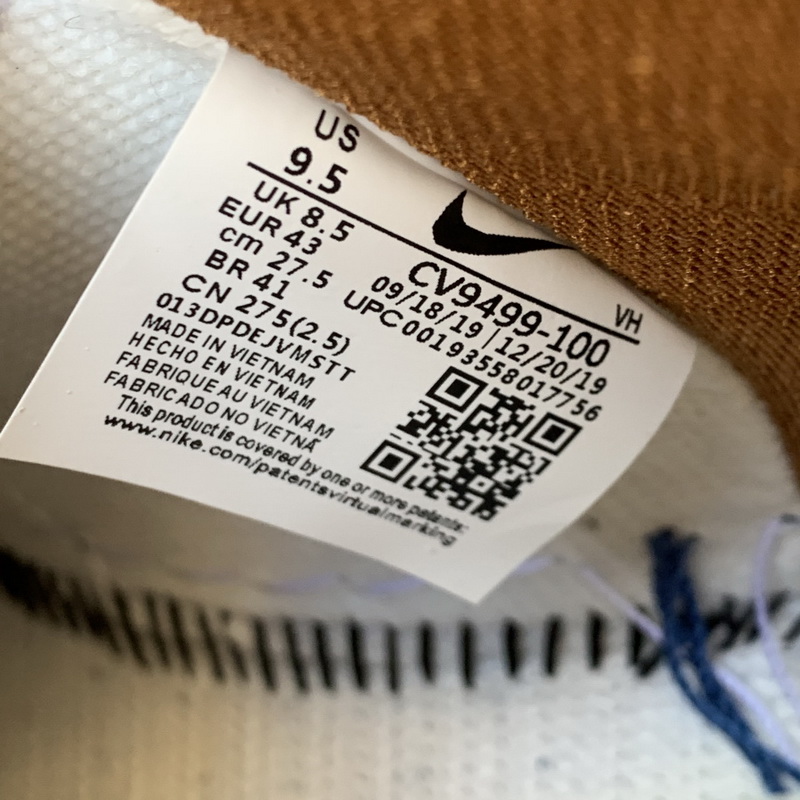 US
9.5
UK 8.5
EUR 43
cm 27.5
BR 41
CN 275(2.5)
013DPDEJVMSTT
MADE IN VIETNAM
HECHO EN VIETNAM
FABRIQUE AU VIETNAM
FABRICADO NO VIETNÃ
This product is covered by one or more patents:
www.nike.com/patentsvirtualmarking
CV9499-100
VH
09/18/19 | 12/20/19
UPC00193558017756